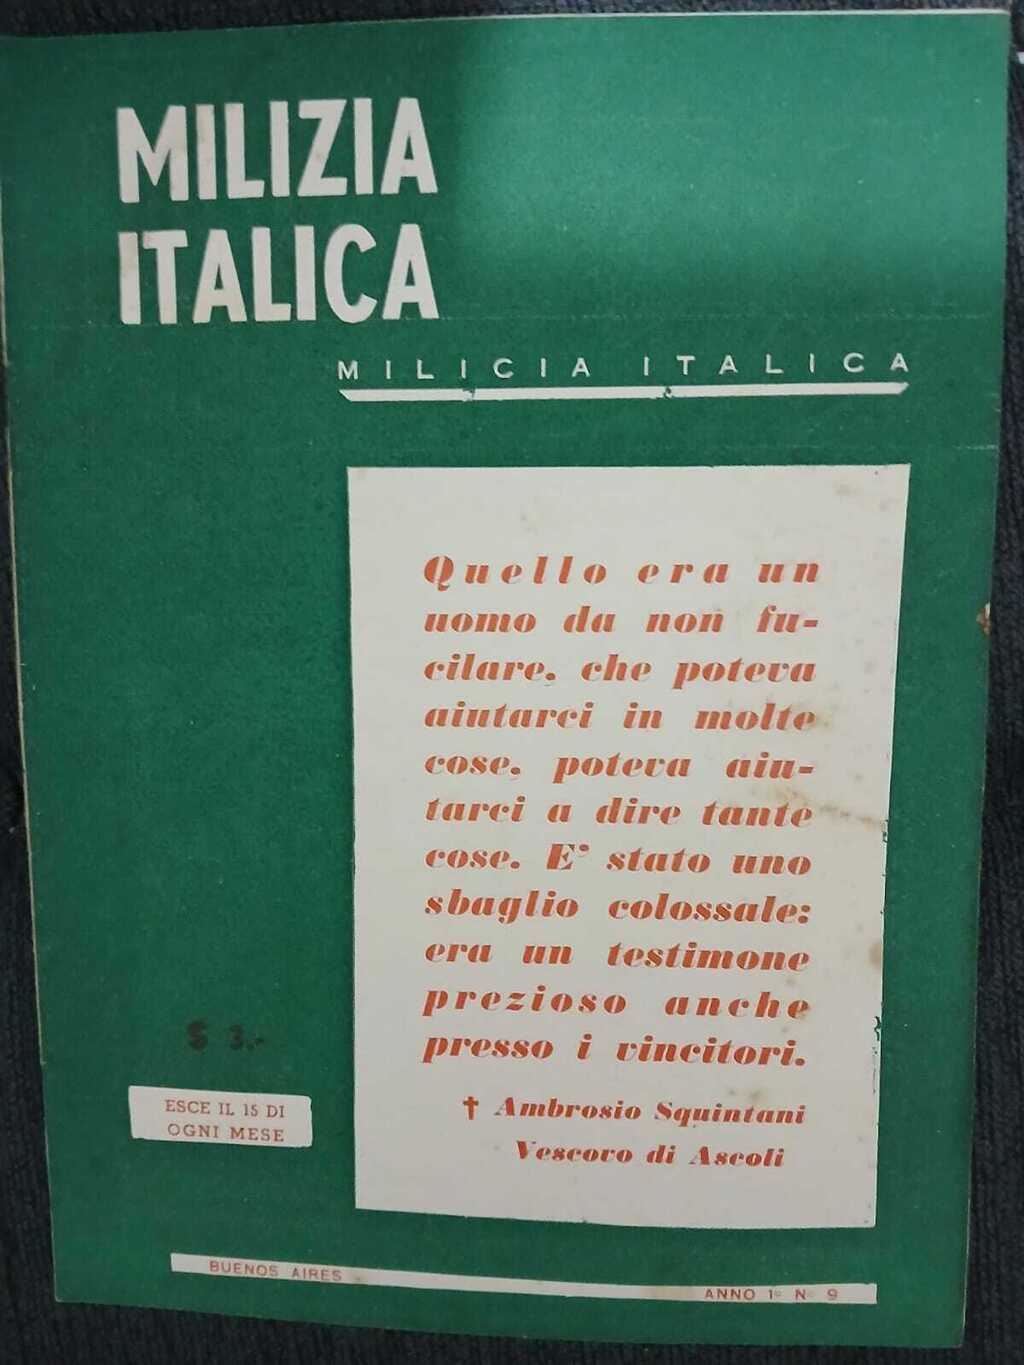 MILIZIA
ITALICA
MILICIA ITALICA
Quello era un
uomo da non fu-
cilare, che poteva
aiutarci in molte
cose, poteva aiu-
tarci a dire tante
cose. E' stato uno
sbaglio colossale:
era un testimone
prezioso anche
presso i vincitori.
✝ Ambrosio Squintani
Vescovo di Ascoli
$ 3.-
ESCE IL 15 DI
OGNI MESE
BUENOS AIRES
ANNO 1º Nº 9